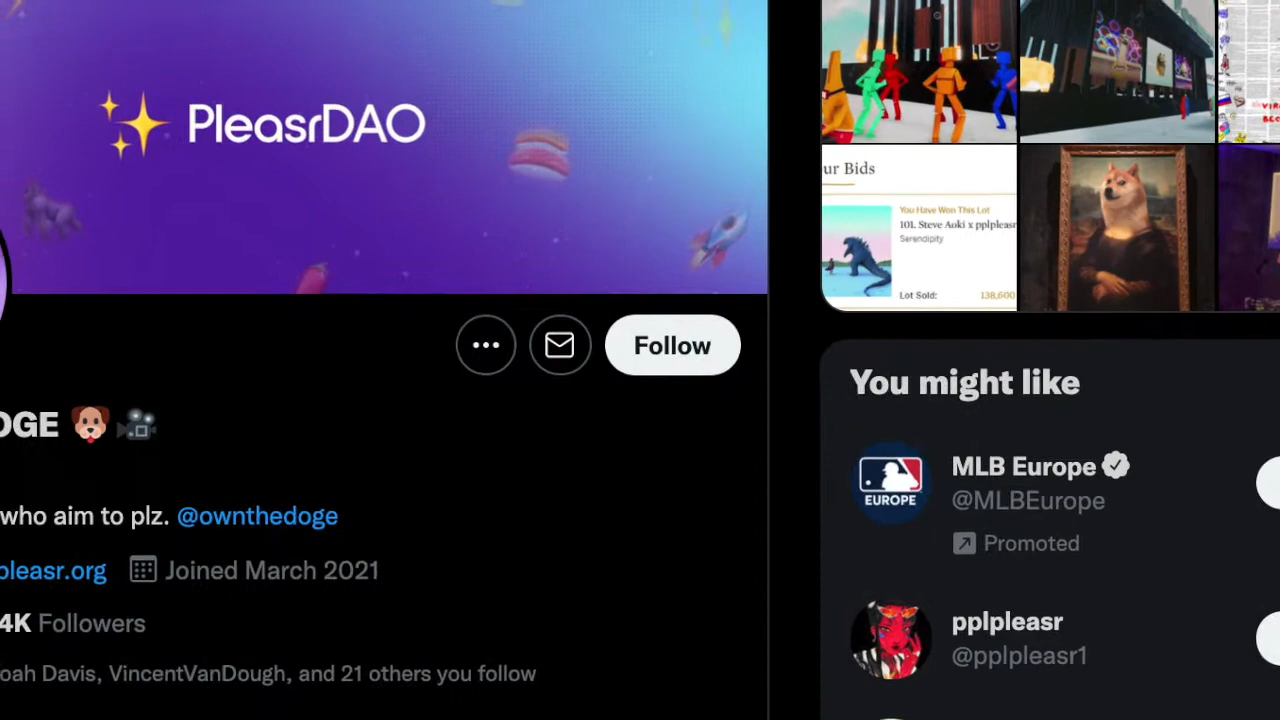 PleasrDAO
ur Bids
You Have Won This Lot
101. Steve Aoki x pplpleasr
Serendipity
Lot Sold: 138,600
Follow
OGE
who aim to plz. @ownthedoge
pleasr.org Joined March 2021
4K Followers
oah Davis, VincentVanDough, and 21 others you follow
You might like
MLB Europe
@MLBEurope
EUROPE
Promoted
pplpleasr
@pplpleasr1